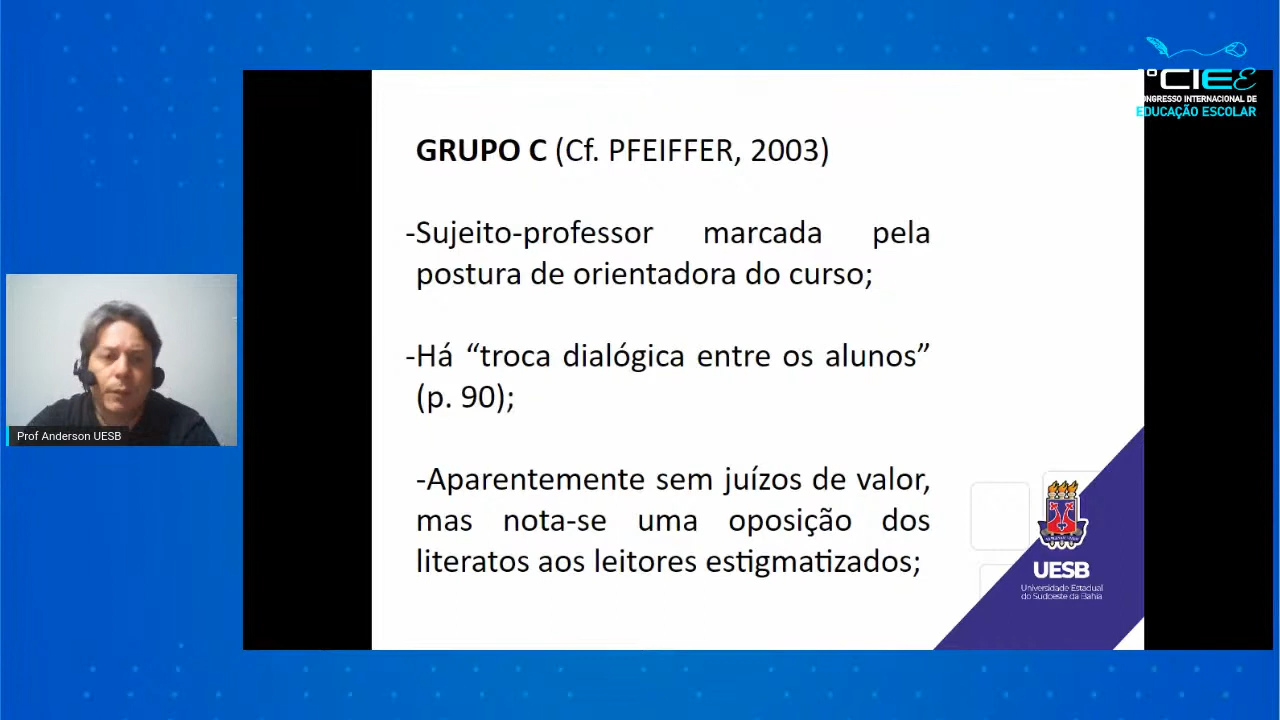 CIEE
CONGRESSO INTERNACIONAL DE
EDUCAÇÃO ESCOLAR
GRUPO C (Cf. PFEIFFER, 2003)
-Sujeito-professor marcada pela
postura de orientadora do curso;
-Há “troca dialógica entre os alunos”
(p. 90);
-Aparentemente sem juízos de valor,
mas nota-se uma oposição dos
literatos aos leitores estigmatizados;
Prof Anderson UESB
UESB
Universidade Estadual
do Sudoeste da Bahia